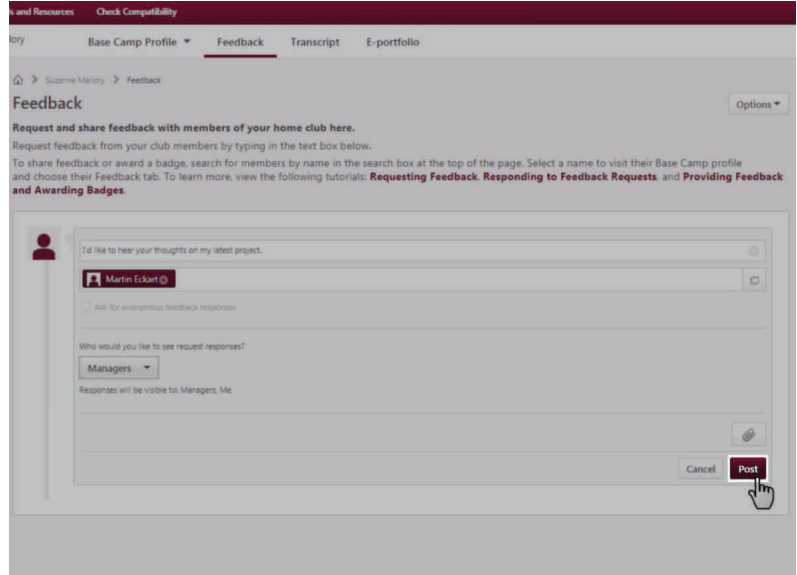 s and Resources Check Compatibility
lory Base Camp Profile Feedback Transcript E-portfolio
Suzanne Mallory > Feedback
Feedback
Options
Request and share feedback with members of your home club here.
Request feedback from your club members by typing in the text box below.
To share feedback or award a badge, search for members by name in the search box at the top of the page. Select a name to visit their Base Camp profile
and choose their Feedback tab. To learn more, view the following tutorials: Requesting Feedback, Responding to Feedback Requests, and Providing Feedback
and Awarding Badges.
I'd like to hear your thoughts on my latest project.
Martin Eckart
Ask for anonymous feedback responses
Who would you like to see request responses?
Managers
Responses will be visible to: Managers, Me
Cancel Post